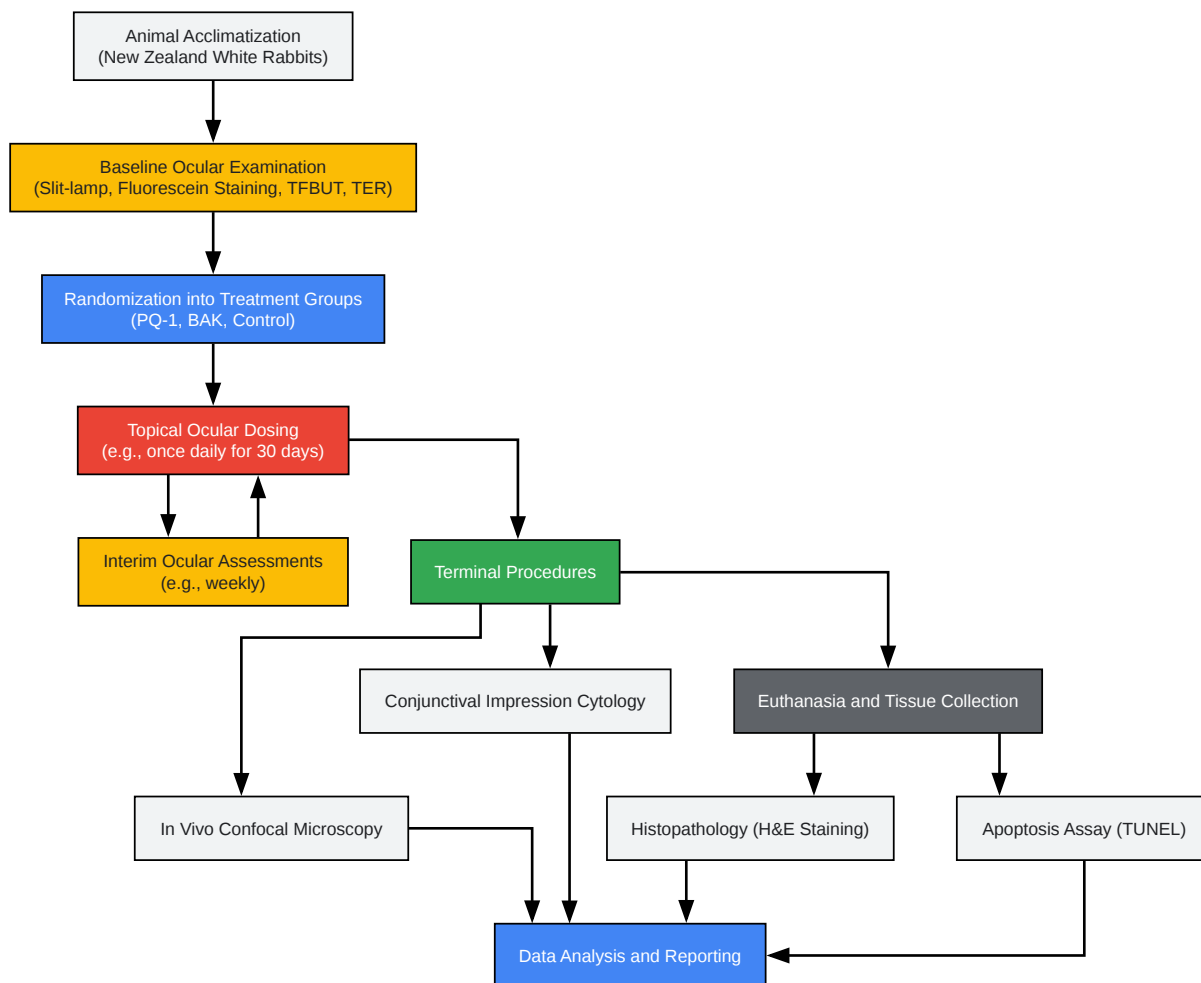 Animal Acclimatization
(New Zealand White Rabbits)
Baseline Ocular Examination
(Slit-lamp, Fluorescein Staining, TFBUT, TER)
Randomization into Treatment Groups
(PQ-1, BAK, Control)
Topical Ocular Dosing
(e.g., once daily for 30 days)
Interim Ocular Assessments
(e.g., weekly)
Terminal Procedures
Conjunctival Impression Cytology
Euthanasia and Tissue Collection
In Vivo Confocal Microscopy
Histopathology (H&E Staining)
Apoptosis Assay (TUNEL)
Data Analysis and Reporting